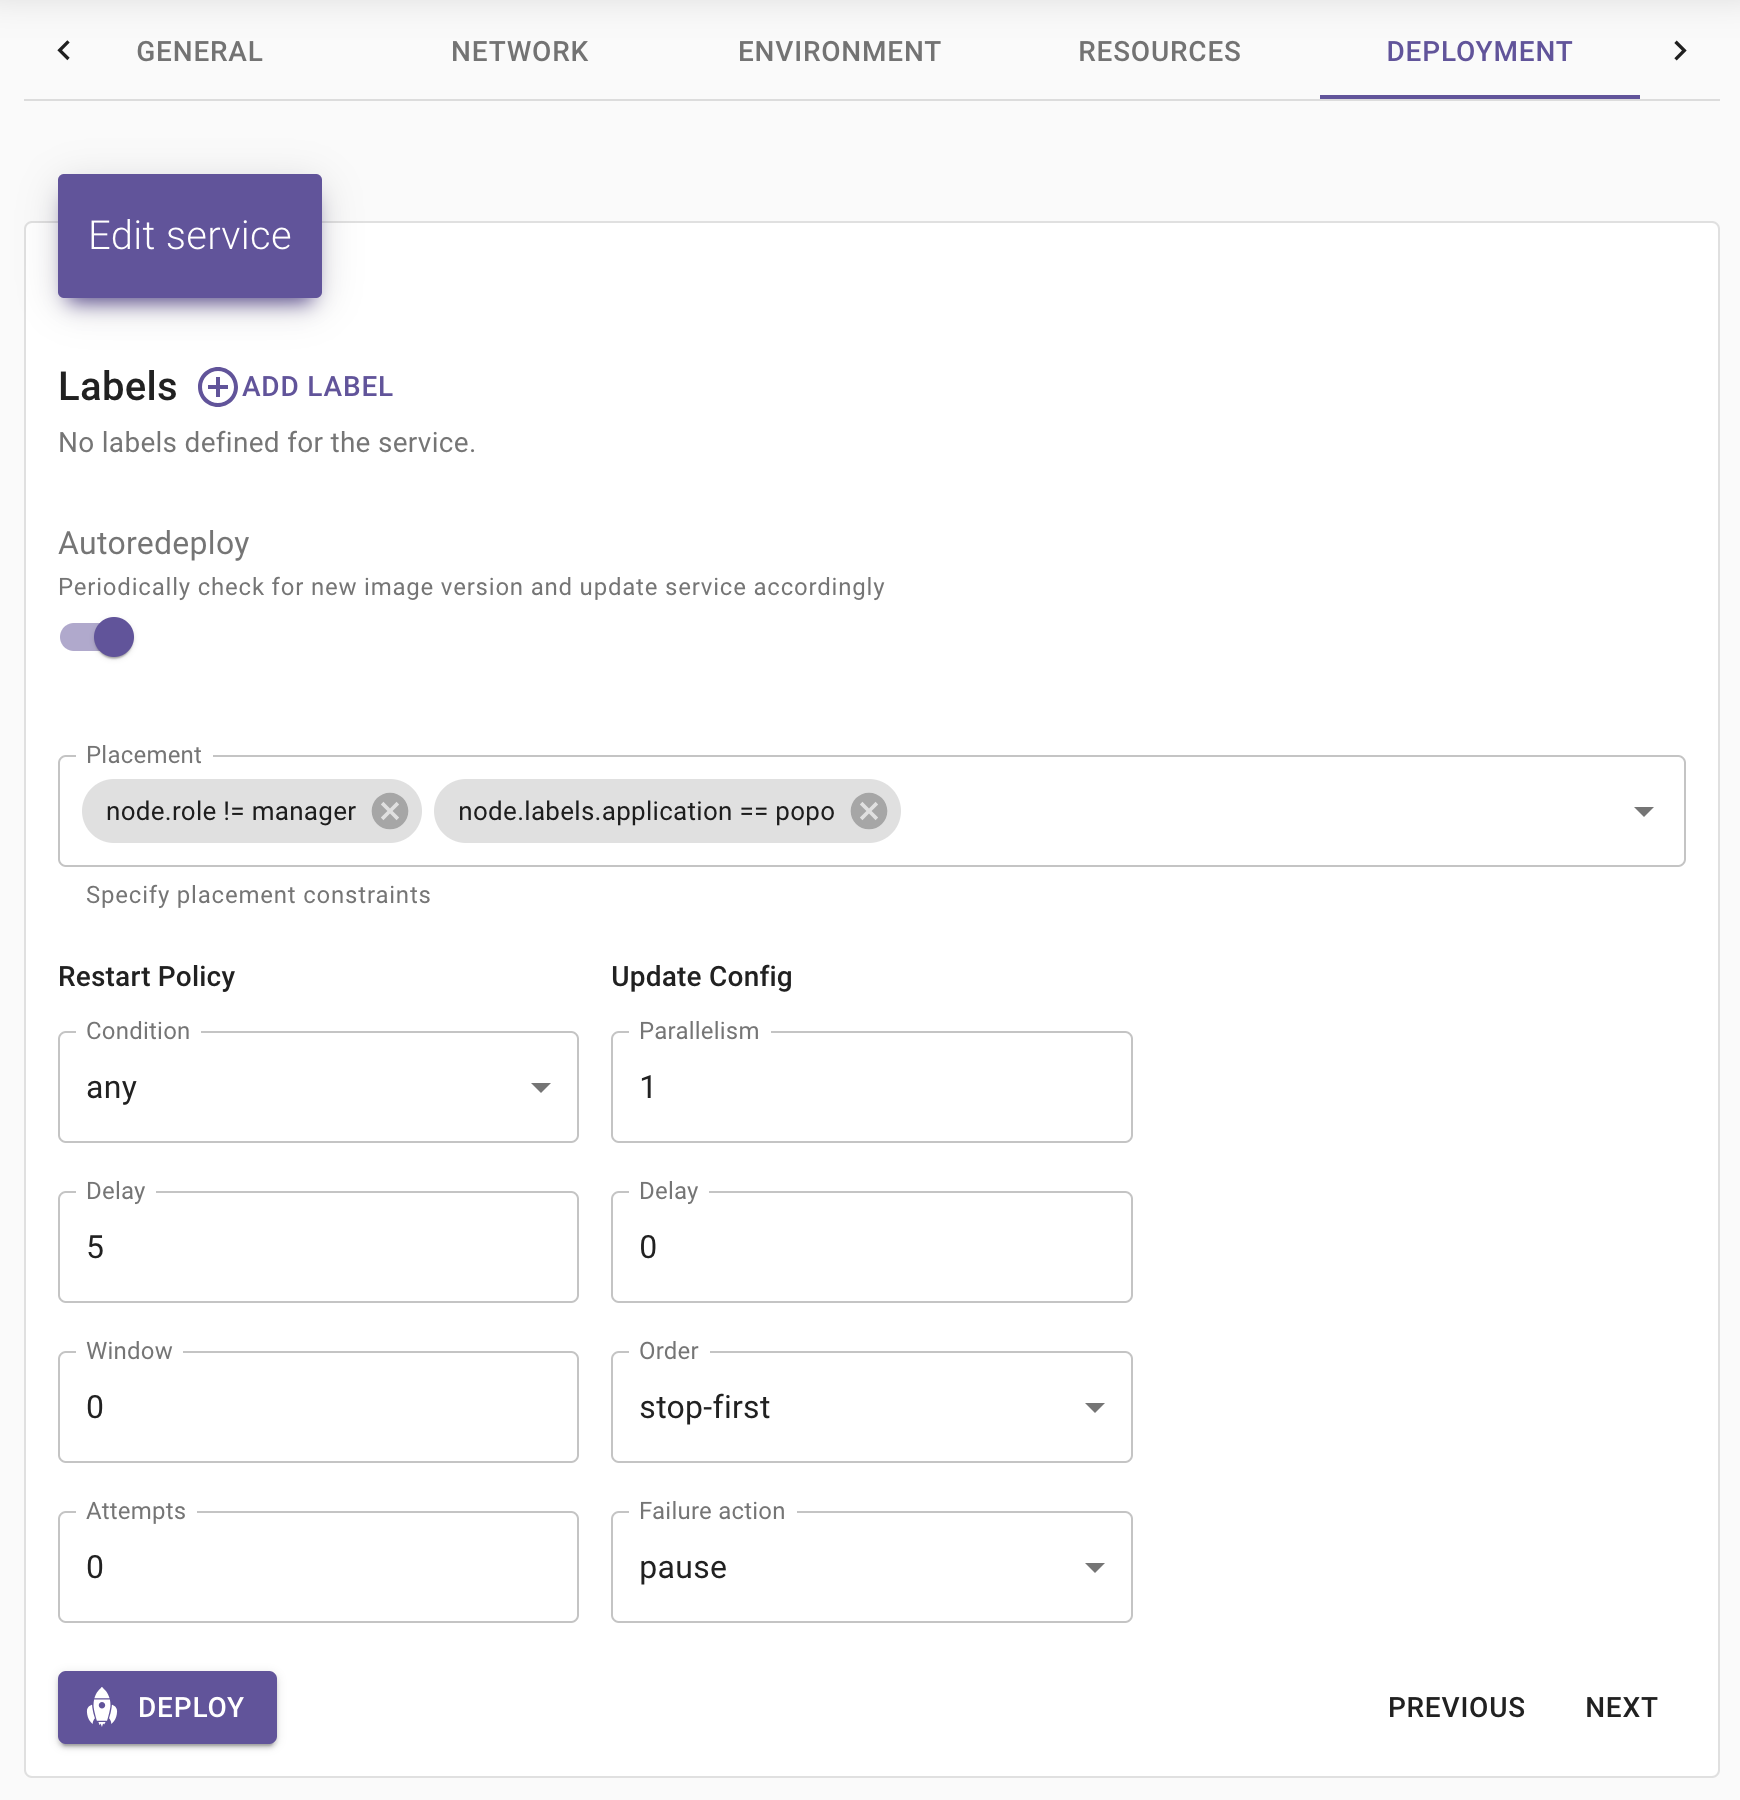 GENERAL NETWORK ENVIRONMENT RESOURCES DEPLOYMENT
Edit service
Labels ADD LABEL
No labels defined for the service.
Autoredeploy
Periodically check for new image version and update service accordingly
Placement
node.role != manager node.labels.application == popo
Specify placement constraints
Restart Policy Update Config
Condition Parallelism
any 1
Delay Delay
5 0
Window Order
0 stop-first
Attempts Failure action
0 pause
DEPLOY PREVIOUS NEXT